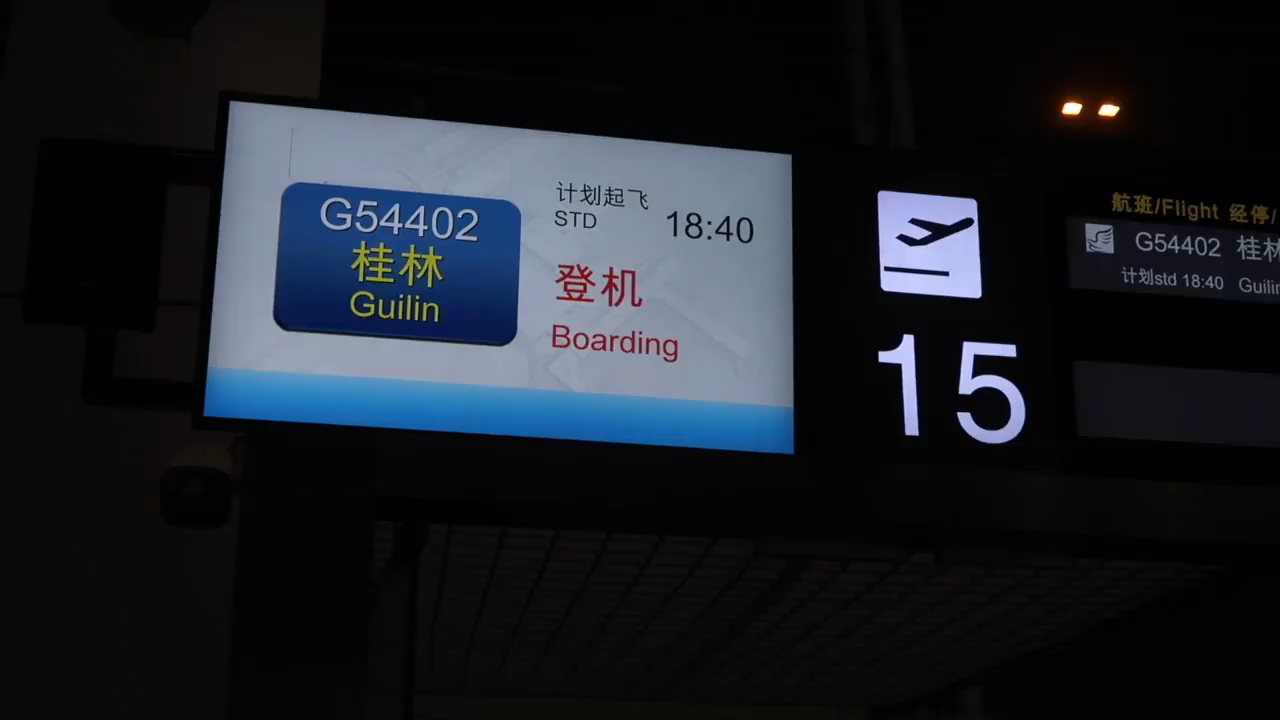 G54402
桂林
Guilin
计划起飞
STD
18:40
登机
Boarding
15
航班/Flight 经停/
G54402 桂林
计划std 18:40 Guilin